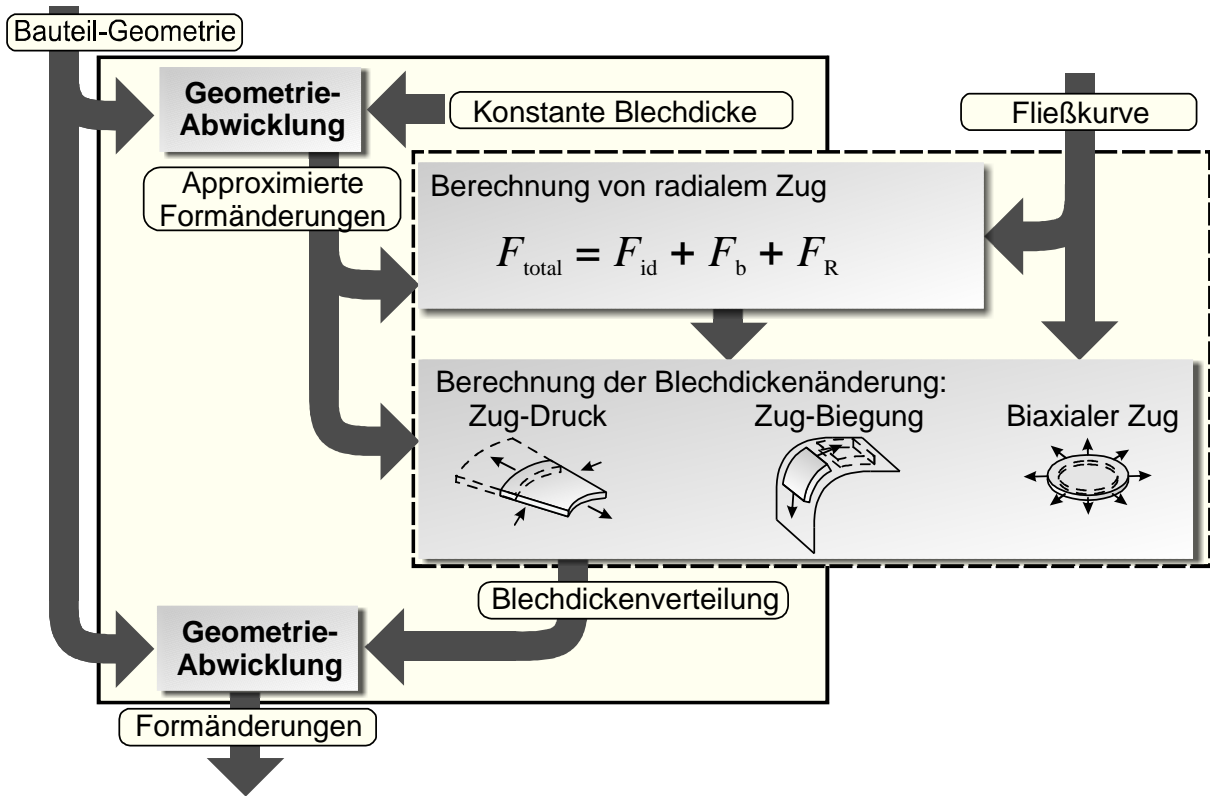 Bauteil-Geometrie
Geometrie-
Abwicklung
Konstante Blechdicke
Fließkurve
Approximierte
Formänderungen
Berechnung von radialem Zug
F_total = F_id + F_b + F_R
Berechnung der Blechdickenänderung:
Zug-Druck
Zug-Biegung
Biaxialer Zug
Blechdickenverteilung
Geometrie-
Abwicklung
Formänderungen